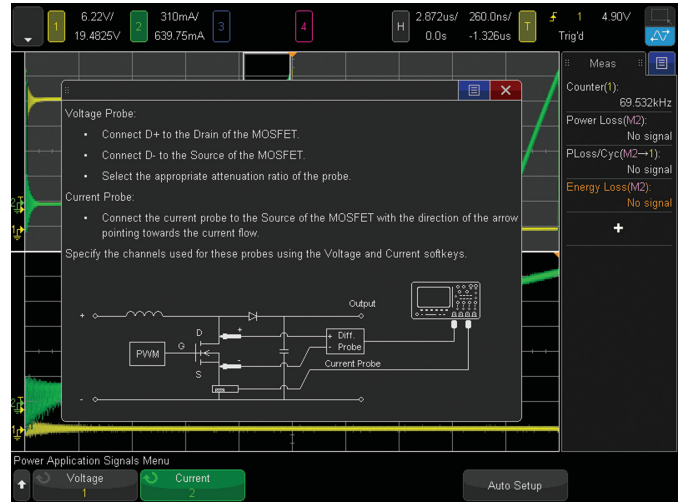 1
6.22V/
19.4825V
2
310mA/
639.75mA
3
4
H
2.872us/
0.0s
260.0ns/
-1.326us
T
1
4.90V
Trig'd
Meas
Counter(1):
69.532kHz
Power Loss(M2):
No signal
PLoss/Cyc(M2→1):
No signal
Energy Loss(M2):
No signal
+
Voltage Probe:
• Connect D+ to the Drain of the MOSFET.
• Connect D- to the Source of the MOSFET.
• Select the appropriate attenuation ratio of the probe.
Current Probe:
• Connect the current probe to the Source of the MOSFET with the direction of the arrow
pointing towards the current flow.
Specify the channels used for these probes using the Voltage and Current softkeys.
Output
+
D
+
+ Diff.
- Probe
PWM
G
-
S
Current Probe
-
Power Application Signals Menu
Voltage
1
Current
2
Auto Setup